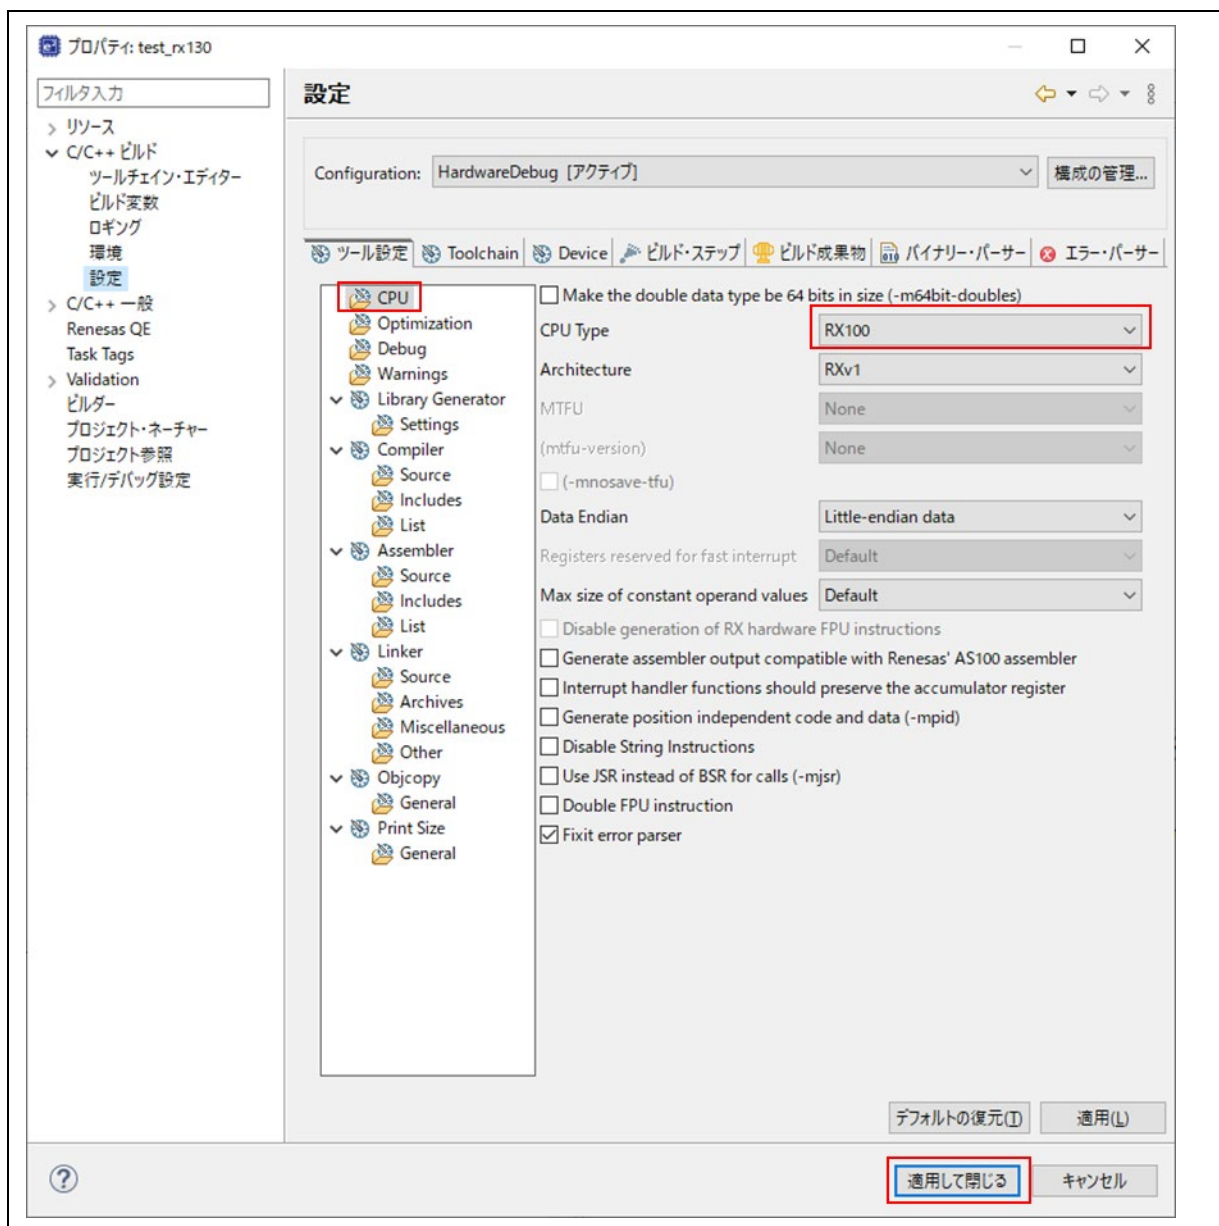 プロパティ: test_rx130
フィルタ入力
リソース
C/C++ ビルド
ツールチェイン・エディター
ビルド変数
ロギング
環境
設定
C/C++ 一般
Renesas QE
Task Tags
Validation
ビルダー
プロジェクト・ネーチャー
プロジェクト参照
実行/デバッグ設定
設定
Configuration: HardwareDebug [アクティブ] 構成の管理...
ツール設定 Toolchain Device ビルド・ステップ ビルド成果物 バイナリー・パーサー エラー・パーサー
CPU
Optimization
Debug
Warnings
Library Generator
Settings
Compiler
Source
Includes
List
Assembler
Source
Includes
List
Linker
Source
Archives
Miscellaneous
Other
Objcopy
General
Print Size
General
Make the double data type be 64 bits in size (-m64bit-doubles)
CPU Type RX100
Architecture RXv1
MTFU None
(mtfu-version) None
(-mnosave-tfu)
Data Endian Little-endian data
Registers reserved for fast interrupt Default
Max size of constant operand values Default
Disable generation of RX hardware FPU instructions
Generate assembler output compatible with Renesas' AS100 assembler
Interrupt handler functions should preserve the accumulator register
Generate position independent code and data (-mpid)
Disable String Instructions
Use JSR instead of BSR for calls (-mjsr)
Double FPU instruction
Fixit error parser
デフォルトの復元(T) 適用(L)
適用して閉じる キャンセル